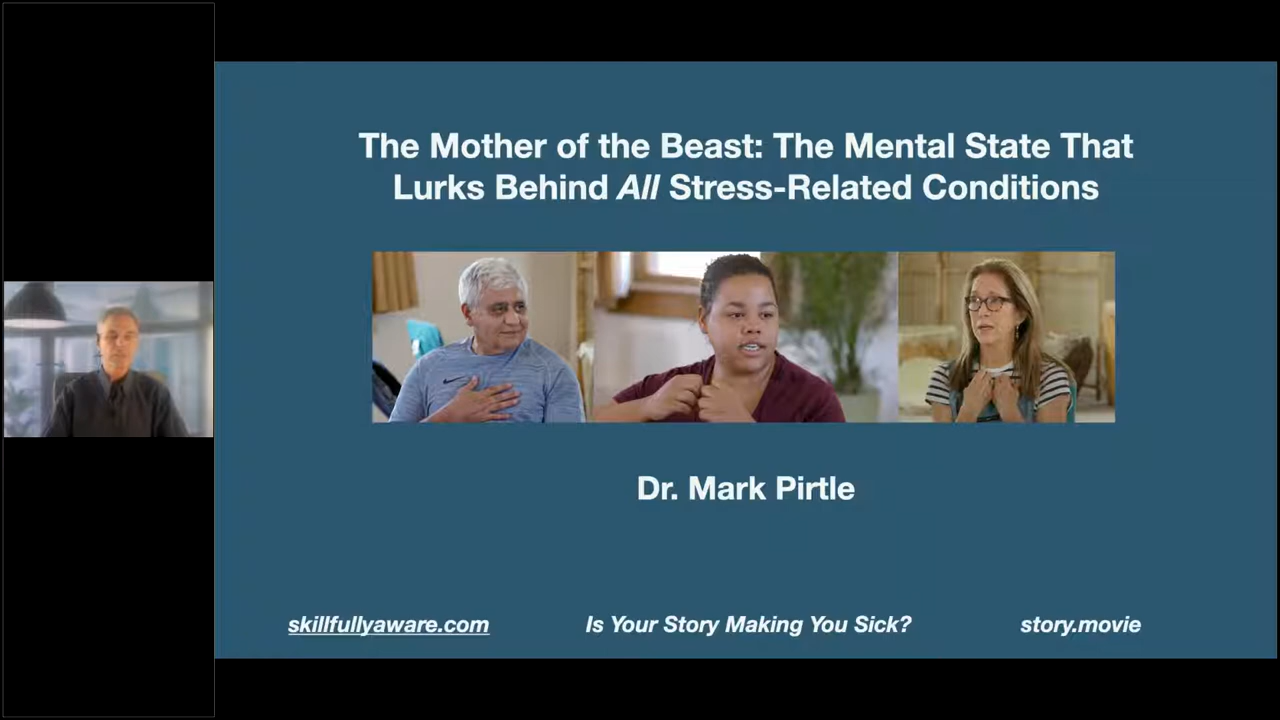 The Mother of the Beast: The Mental State That
Lurks Behind All Stress-Related Conditions
Dr. Mark Pirtle
skillfullyaware.com
Is Your Story Making You Sick?
story.movie